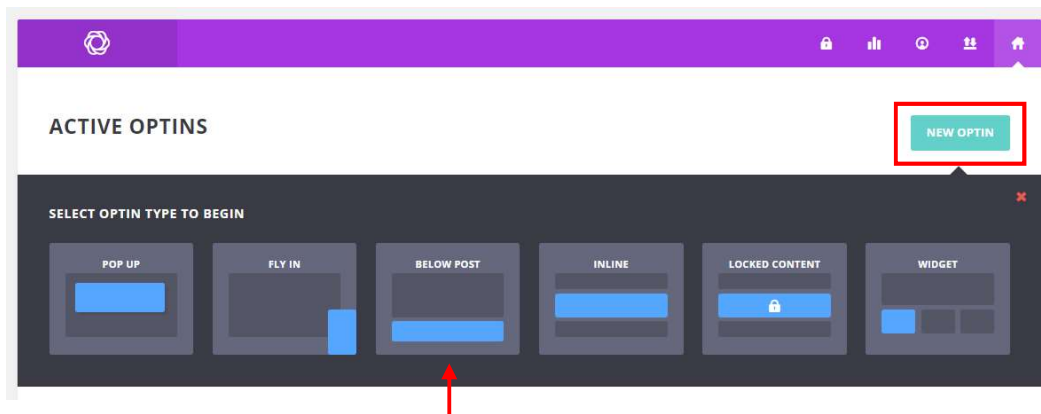 ACTIVE OPTINS
NEW OPTIN
SELECT OPTIN TYPE TO BEGIN
POP UP
FLY IN
BELOW POST
INLINE
LOCKED CONTENT
WIDGET